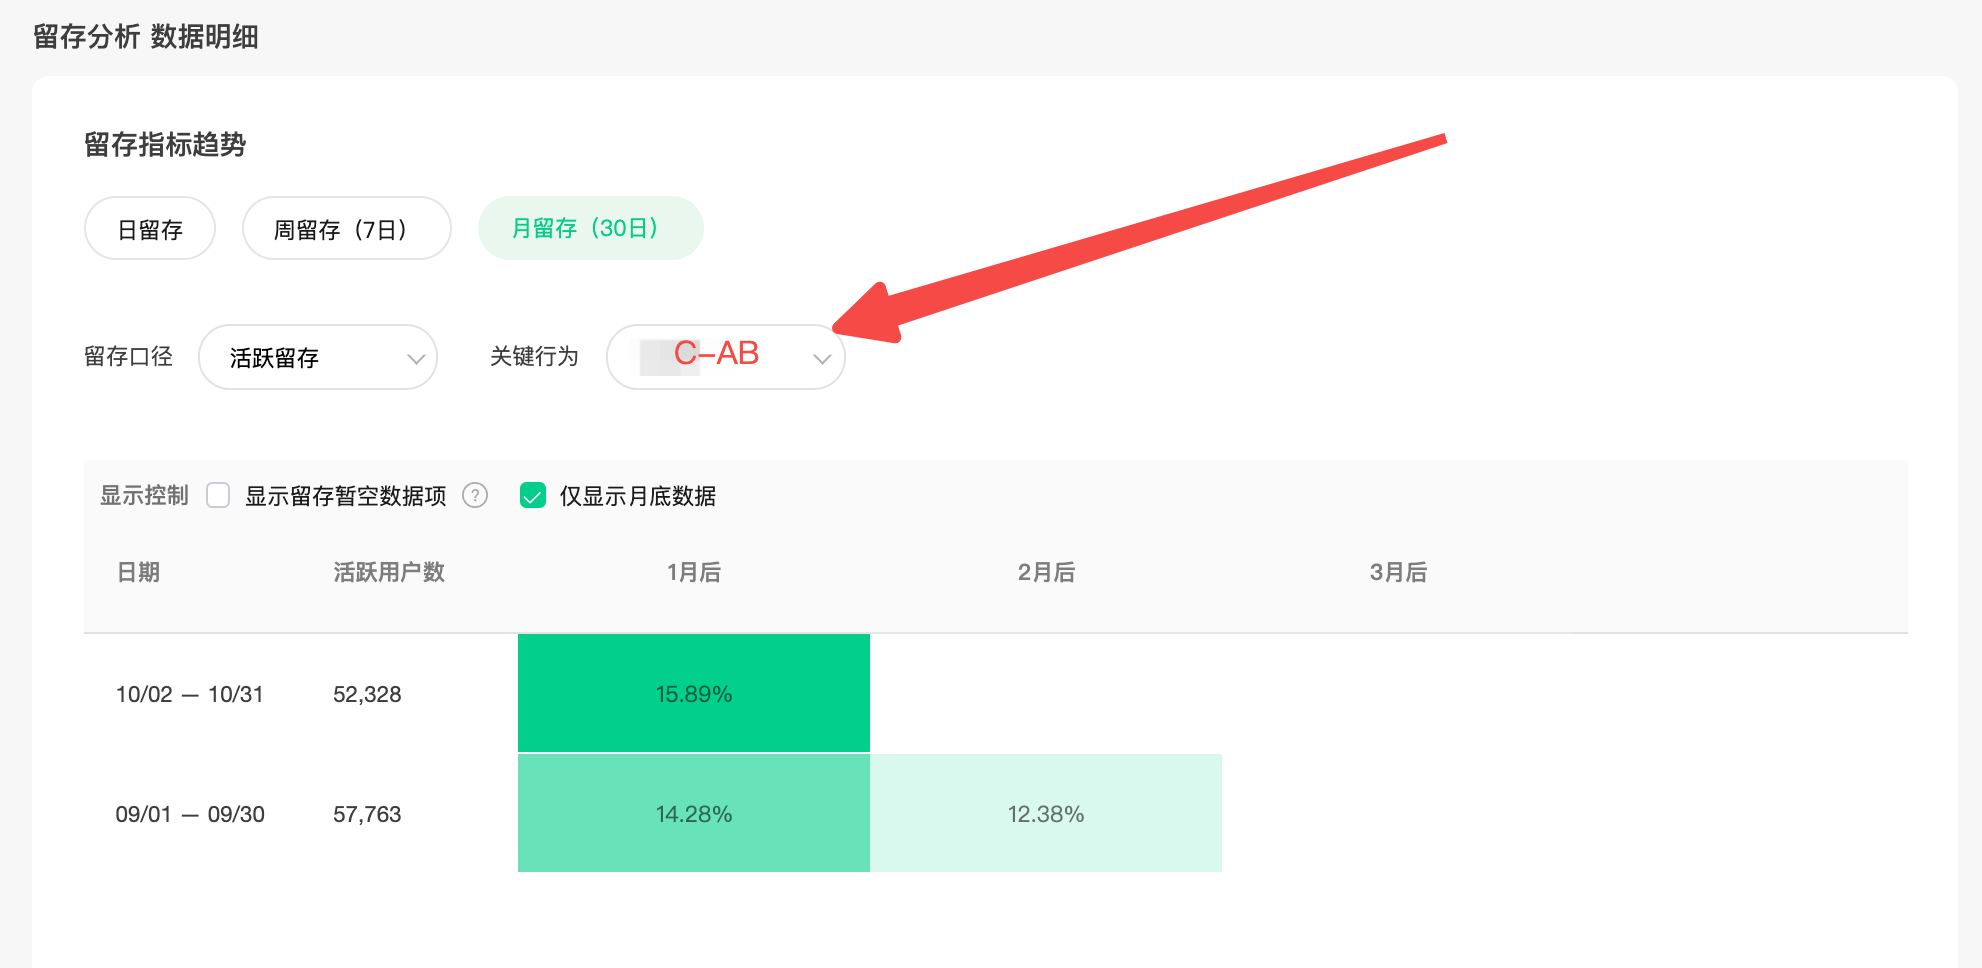 留存分析 数据明细
留存指标趋势
日留存 周留存（7日） 月留存（30日）
留存口径 活跃留存 关键行为 C-AB
显示控制 显示留存暂空数据项 ? 仅显示月底数据
日期 活跃用户数 1月后 2月后 3月后
10/02 — 10/31 52,328 15.89%
09/01 — 09/30 57,763 14.28% 12.38%